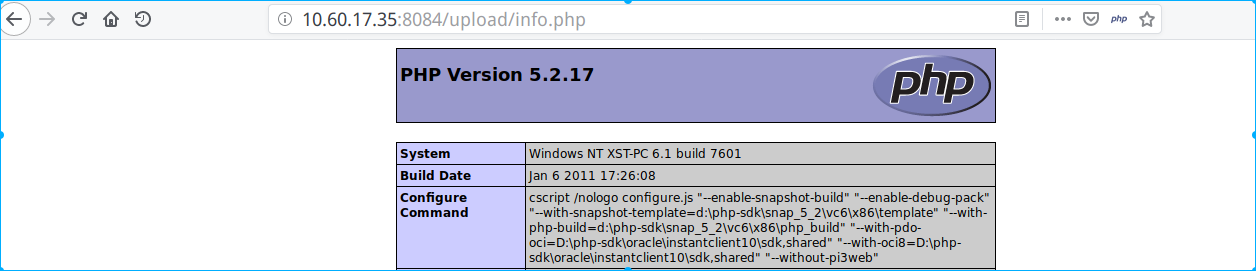 10.60.17.35:8084/upload/info.php
php
PHP Version 5.2.17
php
System
Windows NT XST-PC 6.1 build 7601
Build Date
Jan 6 2011 17:26:08
Configure
Command
cscript /nologo configure.js "--enable-snapshot-build" "--enable-debug-pack"
"--with-snapshot-template=d:\php-sdk\snap_5_2\vc6\x86\template" "--with-
php-build=d:\php-sdk\snap_5_2\vc6\x86\php_build" "--with-pdo-
oci=D:\php-sdk\oracle\instantclient10\sdk,shared" "--with-oci8=D:\php-
sdk\oracle\instantclient10\sdk,shared" "--without-pi3web"